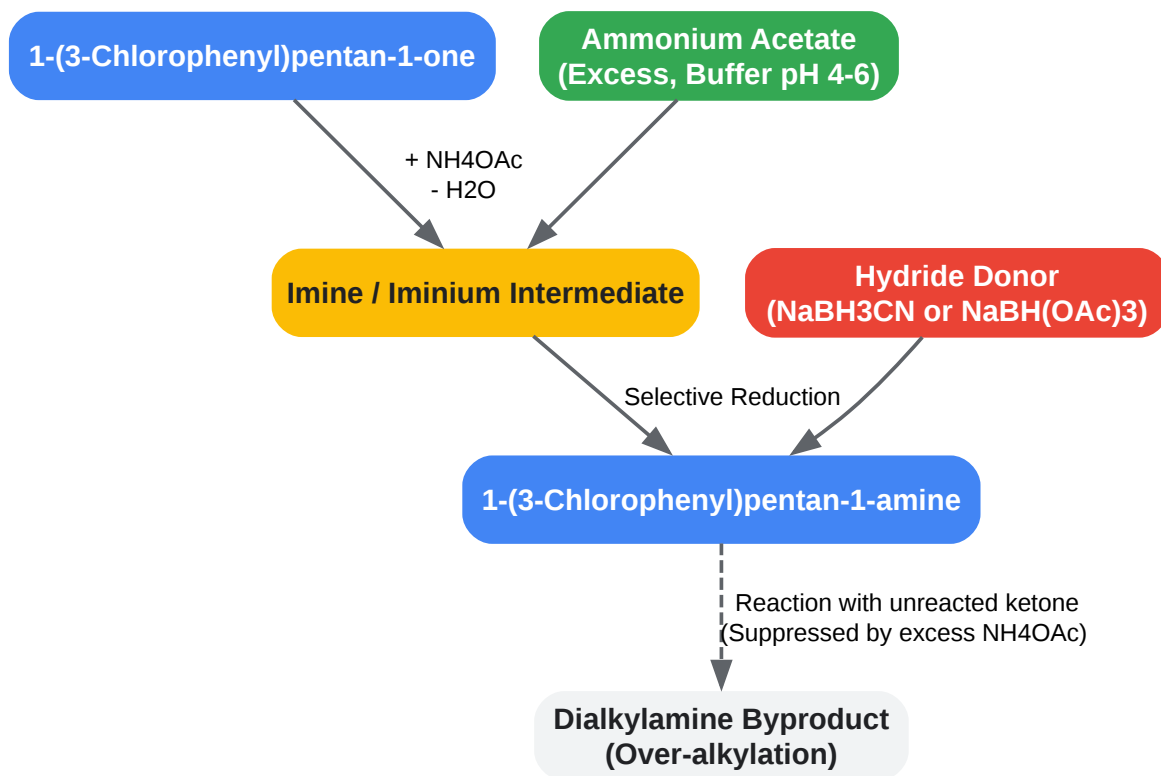 1-(3-Chlorophenyl)pentan-1-one
Ammonium Acetate
(Excess, Buffer pH 4-6)
+ NH4OAc
- H2O
Imine / Iminium Intermediate
Hydride Donor
(NaBH3CN or NaBH(OAc)3)
Selective Reduction
1-(3-Chlorophenyl)pentan-1-amine
Reaction with unreacted ketone
(Suppressed by excess NH4OAc)
Dialkylamine Byproduct
(Over-alkylation)